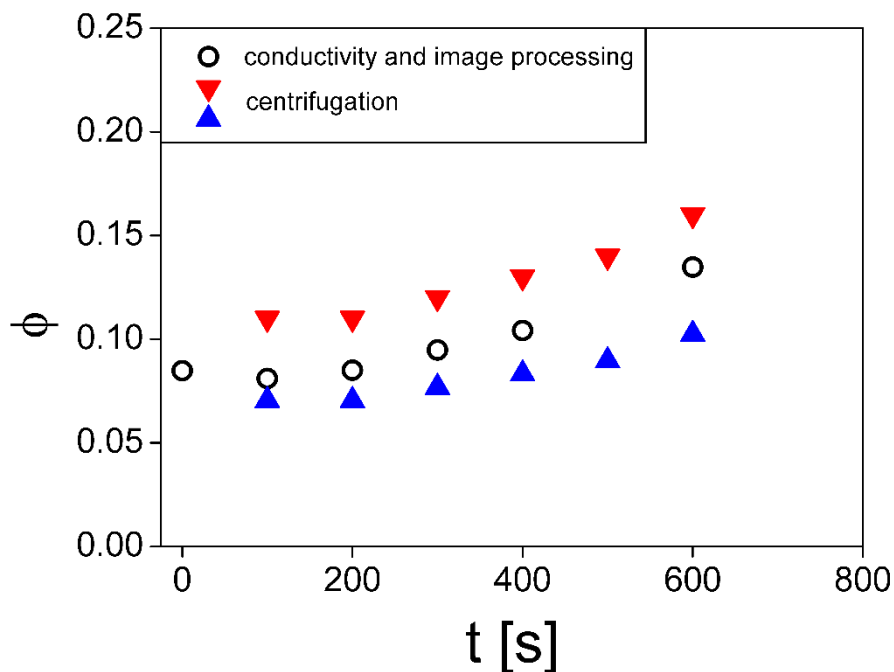 0.25
0.20
0.15
0.10
0.05
0.00
ϕ
conductivity and image processing
centrifugation
0 200 400 600 800
t [s]